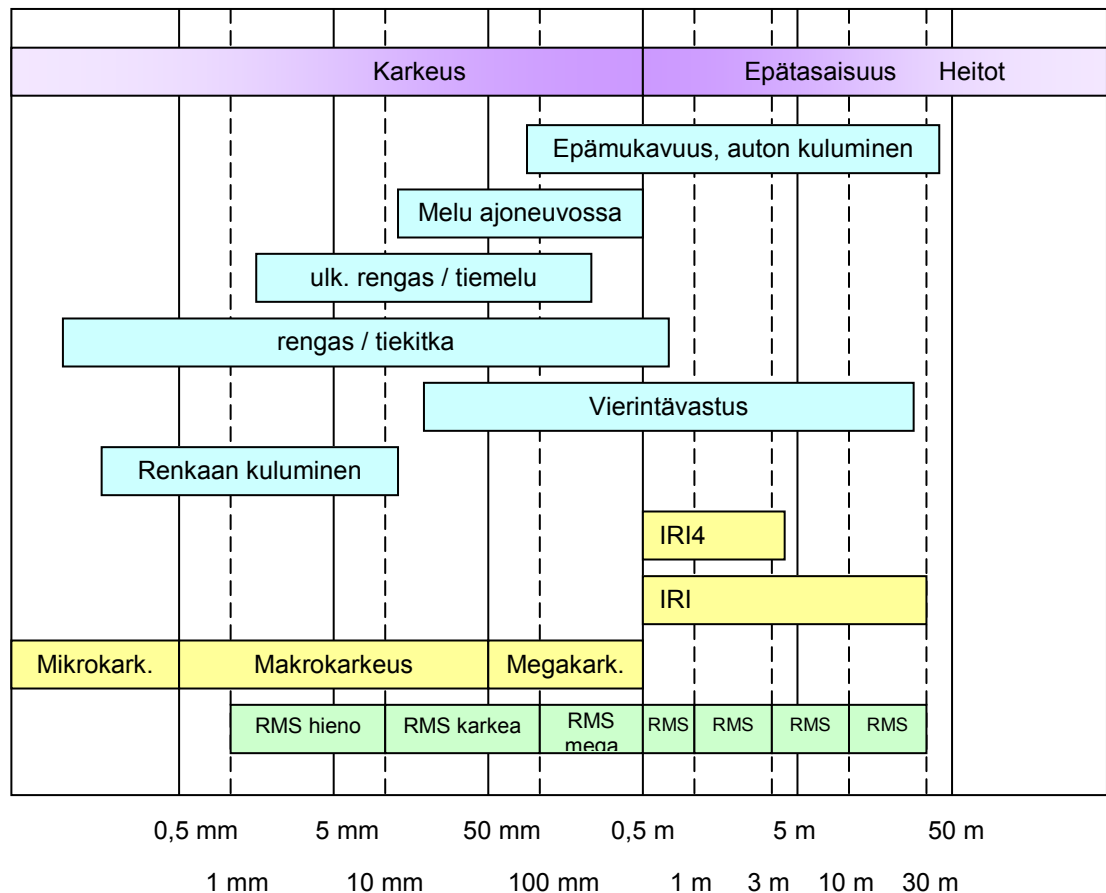 Karkeus
Epätasaisuus Heitot
Epämukavuus, auton kuluminen
Melu ajoneuvossa
ulk. rengas / tiemelu
rengas / tiekitka
Vierintävastus
Renkaan kuluminen
IRI4
IRI
Mikrokark.
Makrokarkeus
Megakark.
RMS hieno
RMS karkea
RMS
mega
RMS
RMS
RMS
RMS
0,5 mm
5 mm
50 mm
0,5 m
5 m
50 m
1 mm
10 mm
100 mm
1 m
3 m
10 m
30 m